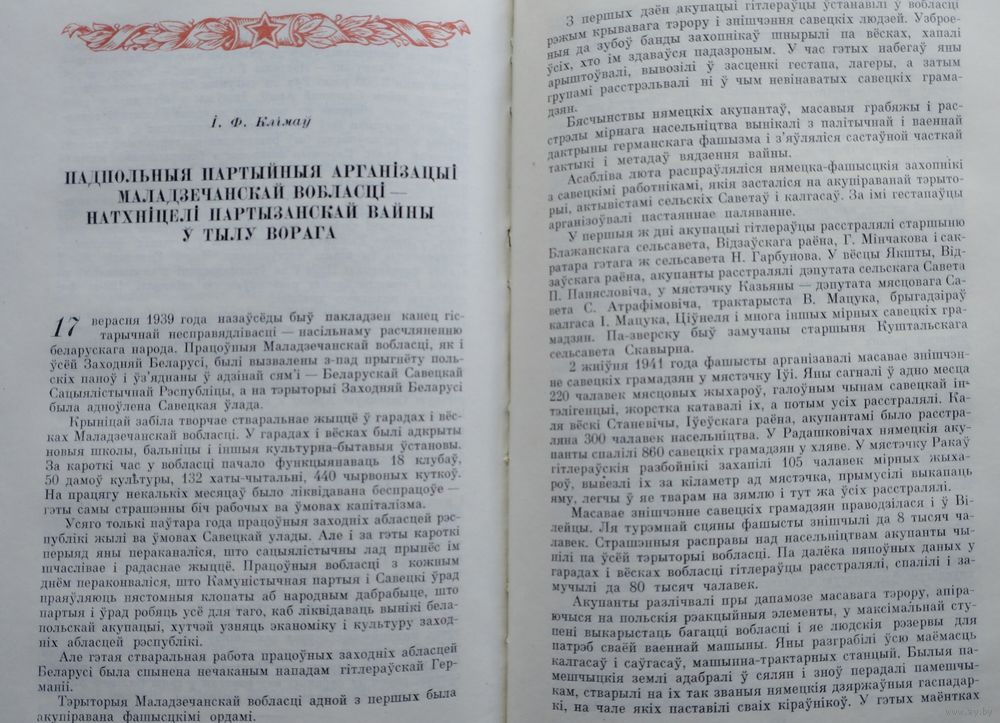 І. Ф. Клімаў
ПАДПОЛЬНЫЯ ПАРТЫЙНЫЯ АРГАНІЗАЦЫІ
МАЛАДЗЕЧАНСКАЙ ВОБЛАСЦІ —
НАТХНІЦЕЛІ ПАРТЫЗАНСКАЙ ВАЙНЫ
Ў ТЫЛУ ВОРАГА
17 верасня 1939 года назаўсёды быў пакладзен канец гіс-
тарычнай несправядлівасці — насільнаму расчляненню
беларускага народа. Працоўныя Маладзечанскай вобласці, як і
ўсёй Заходняй Беларусі, былі вызвалены з-пад прыгнёту поль-
скіх паноў і ўз'яднаны ў адзінай сям'і — Беларускай Савецкай
Сацыялістычнай Рэспубліцы, а на тэрыторыі Заходняй Беларусі
была адноўлена Савецкая ўлада.
Крыніцай забіла творчае стваральнае жыццё ў гарадах і вёс-
ках Маладзечанскай вобласці. У гарадах і вёсках былі адкрыты
новыя школы, бальніцы і іншыя культурна-бытавыя ўстановы.
За кароткі час у вобласці пачало функцыянаваць 18 клубаў,
50 дамоў культуры, 132 хаты-чытальні, 440 чырвоных куткоў.
На працягу некалькіх месяцаў было ліквідавана беспрацоўе —
гэты самы страшэнны біч рабочых ва ўмовах капіталізма.
Усяго толькі паўтара года працоўныя заходніх абласцей рэс-
публікі жылі ва ўмовах Савецкай улады. Але і за гэты кароткі
перыяд яны пераканаліся, што сацыялістычны лад прынёс ім
шчаслівае і радаснае жыццё. Працоўныя вобласці з кожным
днём пераконваліся, што Камуністычная партыя і Савецкі ўрад
праяўляюць нястомныя клопаты аб народным дабрабыце, што
партыя і ўрад робяць усё для таго, каб ліквідаваць вынікі бела-
польскай акупацыі, хутчэй узняць эканоміку і культуру заход-
ніх абласцей рэспублікі.
Але гэтая стваральная работа працоўных заходніх абласцей
Беларусі была спынена нечаканым нападам гітлераўскай Гер-
маніі.
Тэрыторыя Маладзечанскай вобласці адной з першых была
акупіравана фашысцкімі ордамі.
З першых дзён акупацыі гітлераўцы ўстанавілі ў вобласці
рэжым крывавага тэрору і знішчэння савецкіх людзей. Узброе-
ныя да зубоў банды захопнікаў шнырылі па вёсках, хапалі
ўсіх, хто ім здаваўся падазроным. У час гэтых набегаў яны
арыштоўвалі, вывозілі ў засценкі гестапа, лагеры, а затым
групамі расстрэльвалі ні ў чым невінаватых савецкіх грама-
дзян.
Бясчынствы нямецкіх акупантаў, масавыя грабяжы і рас-
стрэлы мірнага насельніцтва вынікалі з палітычнай і ваеннай
дактрыны германскага фашызма і з'яўляліся састаўной часткай
тактыкі і метадаў вядзення вайны.
Асабліва люта распраўляліся нямецка-фашысцкія захопнікі
з савецкімі работнікамі, якія засталіся на акупіраванай тэрыто-
рыі, актывістамі сельскіх Саветаў і калгасаў. За імі гестапаўцы
арганізоўвалі пастаяннае паляванне.
У першыя ж дні акупацыі гітлераўцы расстралялі старшыню
Блажанскага сельсавета, Відзаўскага раёна, Г. Мінчакова і сак-
ратара гэтага ж сельсавета Н. Гарбунова. У вёсцы Якшты, Від-
заўскага раёна, акупанты расстралялі дэпутата сельскага Савета
П. Панясловіча, у мястэчку Казьяны — дэпутата мясцовага Са-
вета С. Атрафімовіча, трактарыста В. Мацука, брыгадзіраў
калгаса І. Мацука, Ціўнеля і многа іншых мірных савецкіх гра-
мадзян. Па-зверску быў замучаны старшыня Куштальскага
сельсавета Скавырна.
2 жніўня 1941 года фашысты арганізавалі масавае знішчэн-
не савецкіх грамадзян у мястэчку Іўі. Яны сагналі ў адно месца
220 чалавек мясцовых жыхароў, галоўным чынам савецкай ін-
тэлігенцыі, жорстка катавалі іх, а потым усіх расстралялі. Ка-
ля вёскі Станевічы, Іўеўскага раёна, акупантамі было расстра-
ляна 300 чалавек насельніцтва. У Радашковічах нямецкія аку-
панты спалілі 860 савецкіх грамадзян у хляве. У мястэчку Ракаў
гітлераўскія разбойнікі захапілі 105 чалавек мірных жыха-
роў, вывезлі іх за кіламетр ад мястэчка, прымусілі выкапаць
яму, легчы ў яе тварам на зямлю і тут жа ўсіх расстралялі.
Масавае знішчэнне савецкіх грамадзян праводзілася і ў Ві-
лейцы. Ля турэмнай сцяны фашысты знішчылі да 8 тысяч ча-
лавек. Страшэнныя расправы над насельніцтвам акупанты чы-
нілі па ўсёй тэрыторыі вобласці. Па далёка няпоўных даных у
гарадах і вёсках вобласці гітлераўцы расстралялі, спалілі і за-
мучылі да 80 тысяч чалавек.
Акупанты разлічвалі пры дапамозе масавага тэрору, апіра-
ючыся на польскія рэакцыйныя элементы, у максімальнай сту-
пені выкарыстаць багацці вобласці і яе людскія рэзервы для
патрэб сваёй ваеннай машыны. Яны разграбілі ўсю маёмасць
калгасаў і саўгасаў, машынна-трактарных станцый. Былыя па-
мешчыцкія землі адабралі ў сялян і зноў перадалі памешчы-
кам, стварылі на іх так званыя нямецкія дзяржаўныя гаспадар-
кі, на чале якіх паставілі сваіх кіраўнікоў. У гэтых маёнтках
www.ay.by